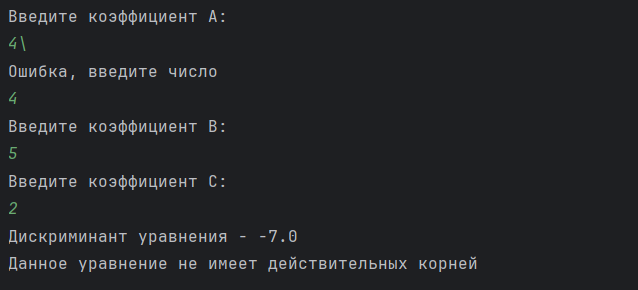 Введите коэффициент A:
4\
Ошибка, введите число
4
Введите коэффициент B:
5
Введите коэффициент C:
2
Дискриминант уравнения - -7.0
Данное уравнение не имеет действительных корней